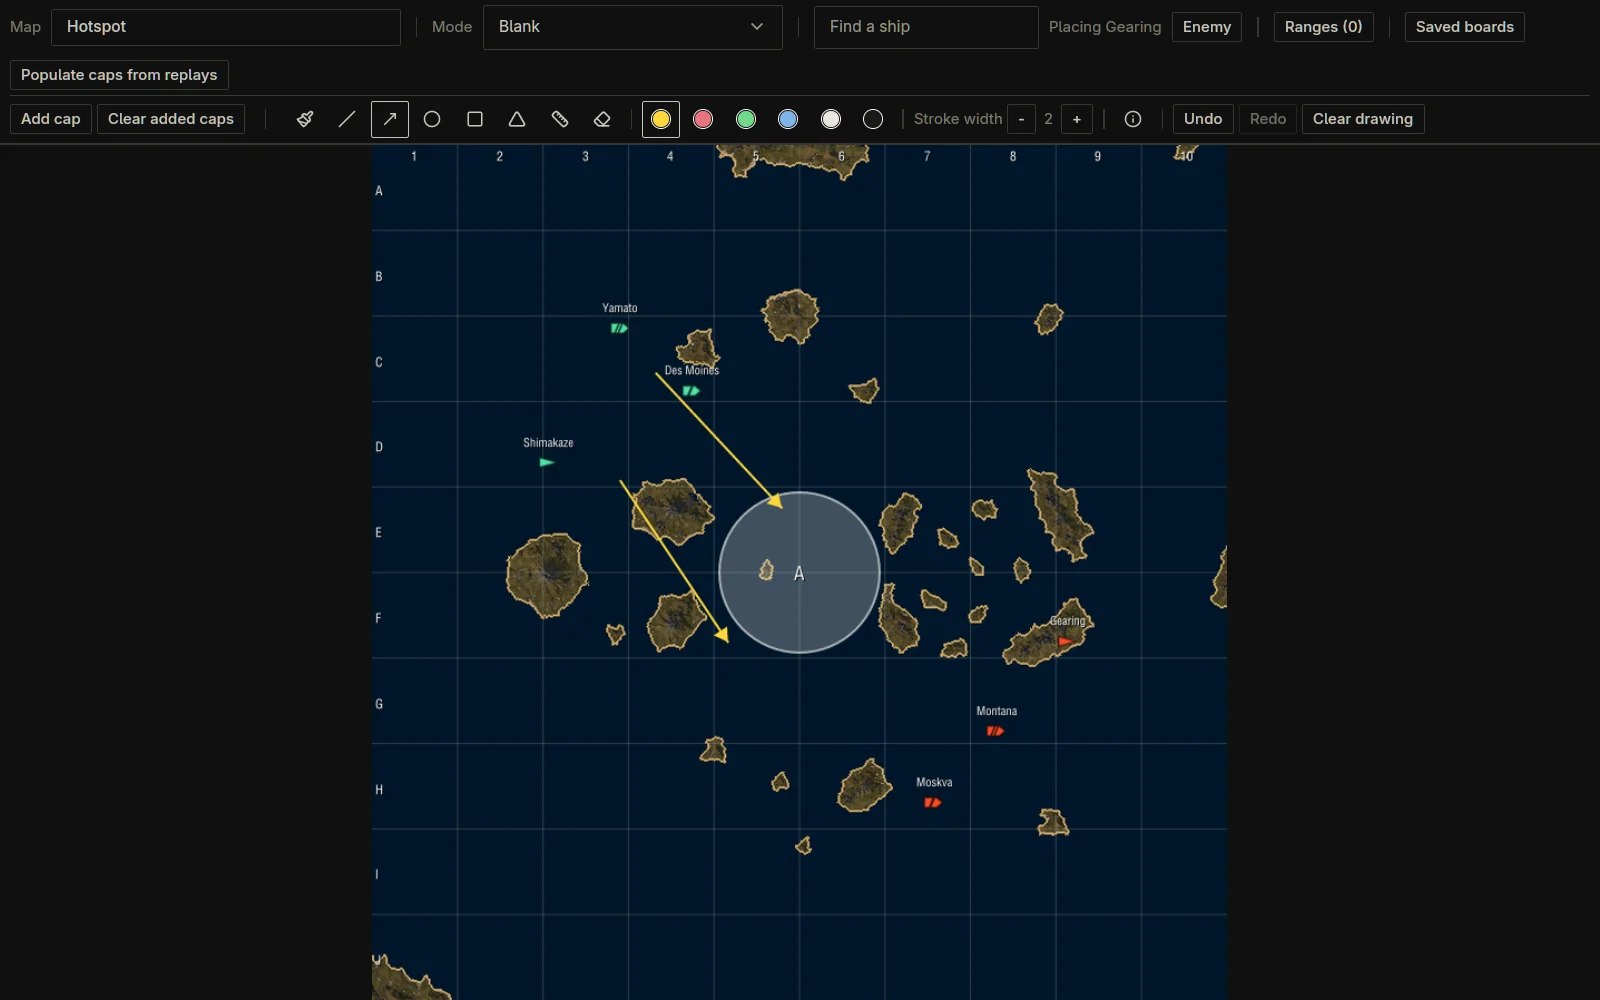 Map Hotspot Mode Blank Find a ship Placing Gearing Enemy Ranges (0) Saved boards
Populate caps from replays
Add cap Clear added caps Stroke width - 2 + Undo Redo Clear drawing
1 2 3 4 5 6 7 8 9 10
A
B
Yamato
C
Des Moines
D
Shimakaze
E
A
F
Gearing
G
Montana
H
Moskva
I
J